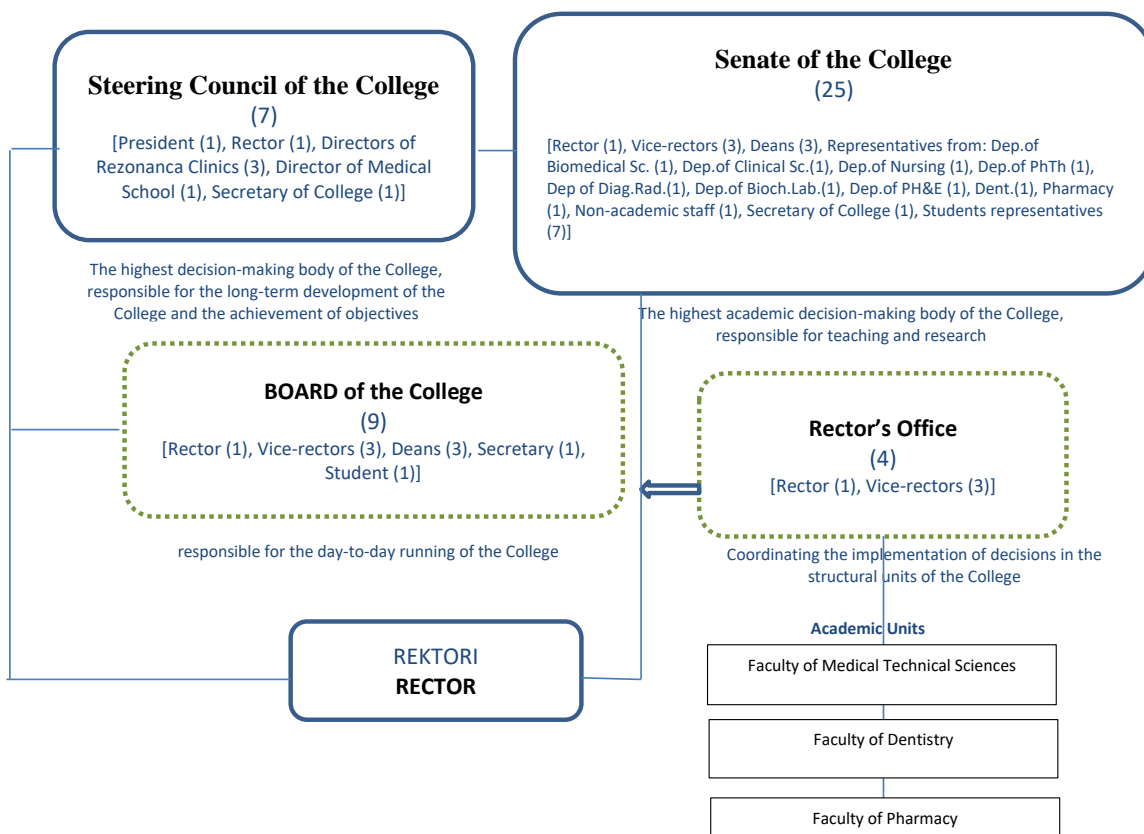 Steering Council of the College
(7)
[President (1), Rector (1), Directors of
Rezonanca Clinics (3), Director of Medical
School (1), Secretary of College (1)]
The highest decision-making body of the College,
responsible for the long-term development of the
College and the achievement of objectives
Senate of the College
(25)
[Rector (1), Vice-rectors (3), Deans (3), Representatives from: Dep.of
Biomedical Sc. (1), Dep.of Clinical Sc.(1), Dep.of Nursing (1), Dep.of PhTh (1),
Dep of Diag.Rad.(1), Dep.of Bioch.Lab.(1), Dep.of PH&E (1), Dent.(1), Pharmacy
(1), Non-academic staff (1), Secretary of College (1), Students representatives
(7)]
The highest academic decision-making body of the College,
responsible for teaching and research
BOARD of the College
(9)
[Rector (1), Vice-rectors (3), Deans (3), Secretary (1),
Student (1)]
responsible for the day-to-day running of the College
Rector’s Office
(4)
[Rector (1), Vice-rectors (3)]
Coordinating the implementation of decisions in the
structural units of the College
REKTORI
RECTOR
Academic Units
Faculty of Medical Technical Sciences
Faculty of Dentistry
Faculty of Pharmacy